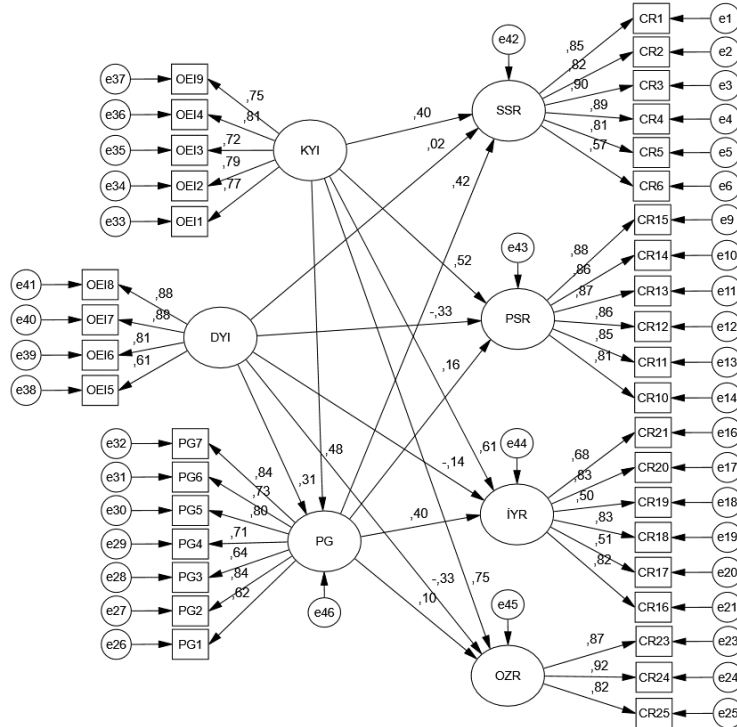 CR1
e1
e42
,85
CR2
e2
,82
e37
OEI9
CR3
e3
,90
,75
SSR
e36
OEI4
,81
,40
,89
CR4
e4
e35
OEI3
,72
KYI
,02
,81
CR5
e5
e34
OEI2
,79
,57
CR6
e6
,77
,42
e33
OEI1
CR15
e9
e43
,88
CR14
e10
,52
,86
e41
OEI8
,87
CR13
e11
,88
PSR
e40
OEI7
,88
-,33
,86
CR12
e12
DYI
,81
,85
CR11
e13
e39
OEI6
,61
,16
,81
e38
OEI5
CR10
e14
CR21
e16
e32
PG7
,48
,61
e44
,68
CR20
e17
,84
-,14
,83
e31
PG6
,73
,31
,50
CR19
e18
e30
PG5
,80
İYR
,40
,83
CR18
e19
e29
PG4
,71
PG
,51
,64
CR17
e20
e28
PG3
,84
-,33
,75
,82
e27
PG2
,62
,10
CR16
e21
e46
e45
e26
PG1
,87
CR23
e23
OZR
,92
CR24
e24
,82
CR25
e25